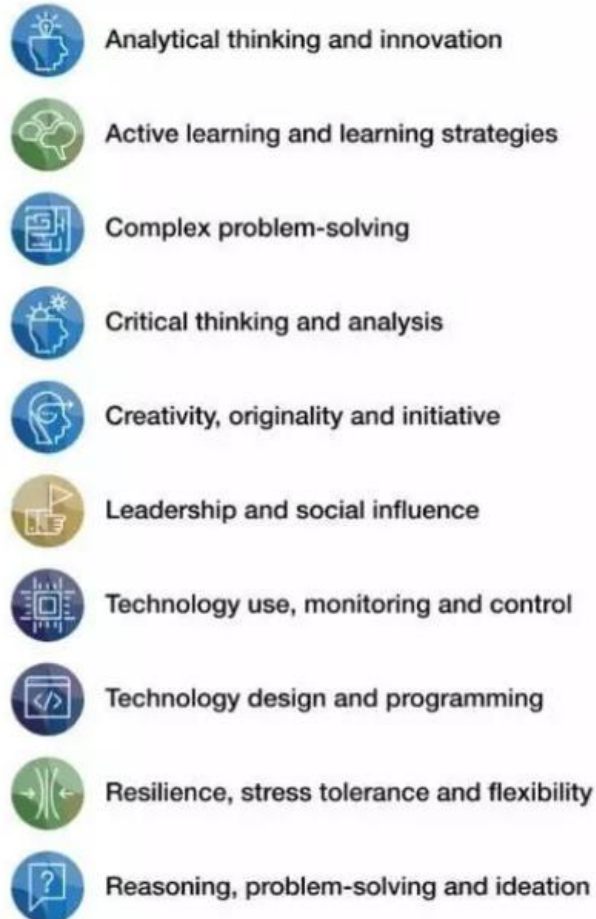 Analytical thinking and innovation
Active learning and learning strategies
Complex problem-solving
Critical thinking and analysis
Creativity, originality and initiative
Leadership and social influence
Technology use, monitoring and control
</>
Technology design and programming
Resilience, stress tolerance and flexibility
?
Reasoning, problem-solving and ideation